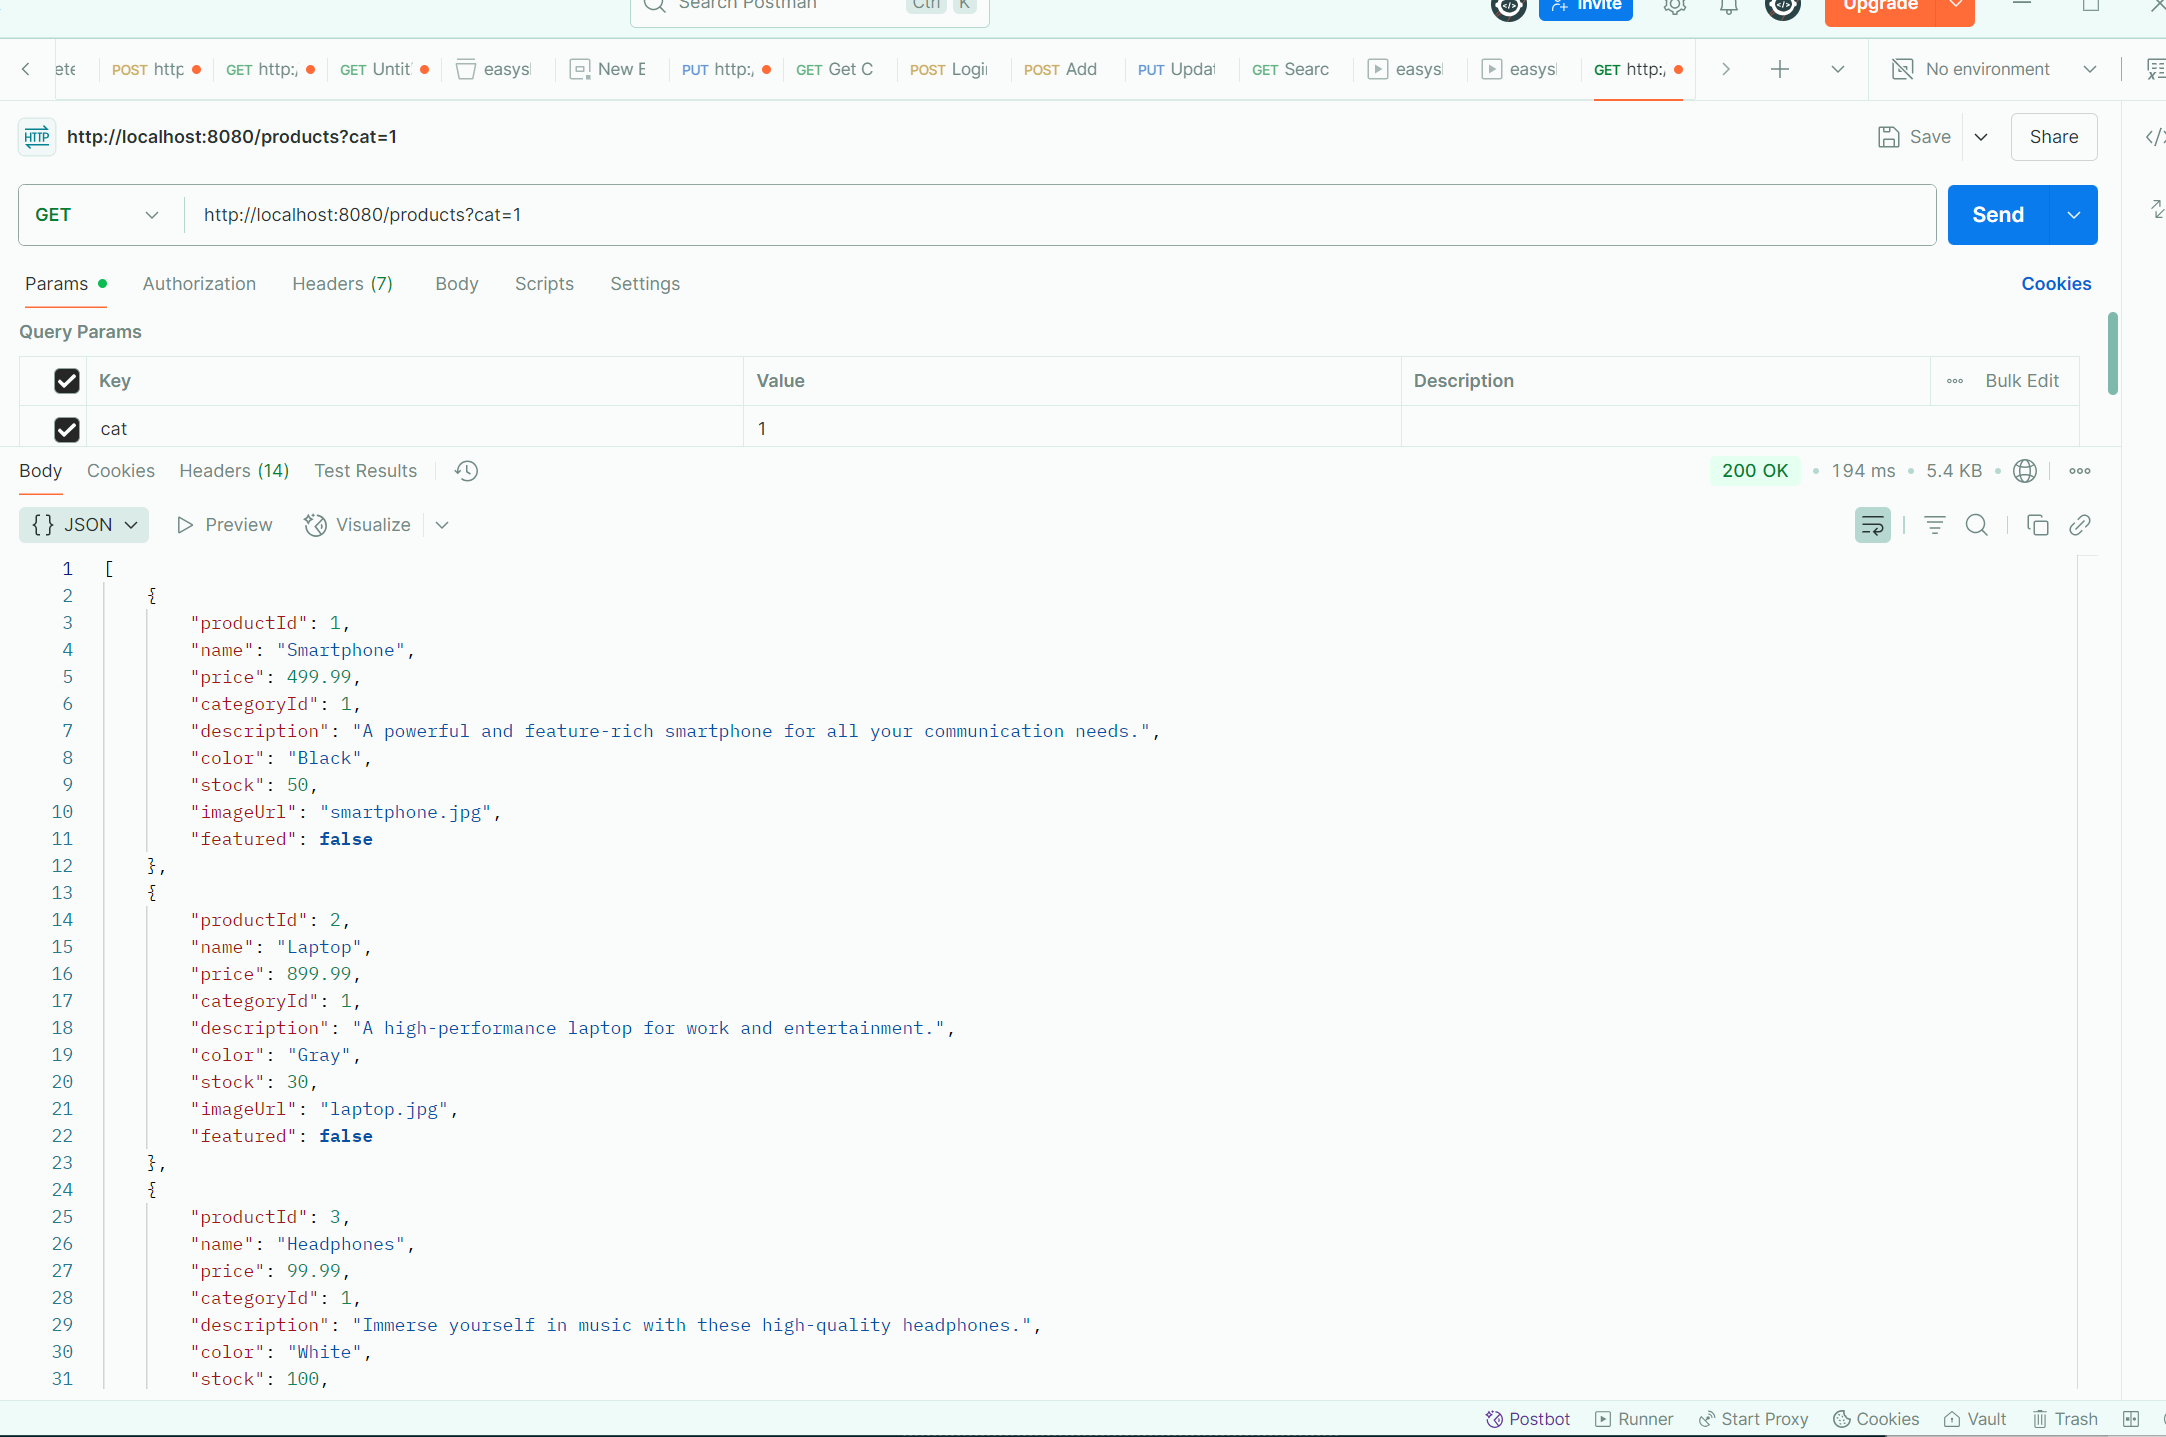 Search Postman Ctrl K Invite Upgrade
ete POST http GET http:/ GET Untit easysl New E PUT http:/ GET Get C POST Login POST Add PUT Updat GET Searc easysl easysl GET http:/ No environment
HTTP http://localhost:8080/products?cat=1 Save Share
GET http://localhost:8080/products?cat=1 Send
Params Authorization Headers (7) Body Scripts Settings Cookies
Query Params
Key Value Description Bulk Edit
cat 1
Body Cookies Headers (14) Test Results 200 OK 194 ms 5.4 KB
{} JSON Preview Visualize
1 [
2 {
3 "productId": 1,
4 "name": "Smartphone",
5 "price": 499.99,
6 "categoryId": 1,
7 "description": "A powerful and feature-rich smartphone for all your communication needs.",
8 "color": "Black",
9 "stock": 50,
10 "imageUrl": "smartphone.jpg",
11 "featured": false
12 },
13 {
14 "productId": 2,
15 "name": "Laptop",
16 "price": 899.99,
17 "categoryId": 1,
18 "description": "A high-performance laptop for work and entertainment.",
19 "color": "Gray",
20 "stock": 30,
21 "imageUrl": "laptop.jpg",
22 "featured": false
23 },
24 {
25 "productId": 3,
26 "name": "Headphones",
27 "price": 99.99,
28 "categoryId": 1,
29 "description": "Immerse yourself in music with these high-quality headphones.",
30 "color": "White",
31 "stock": 100,
Postbot Runner Start Proxy Cookies Vault Trash